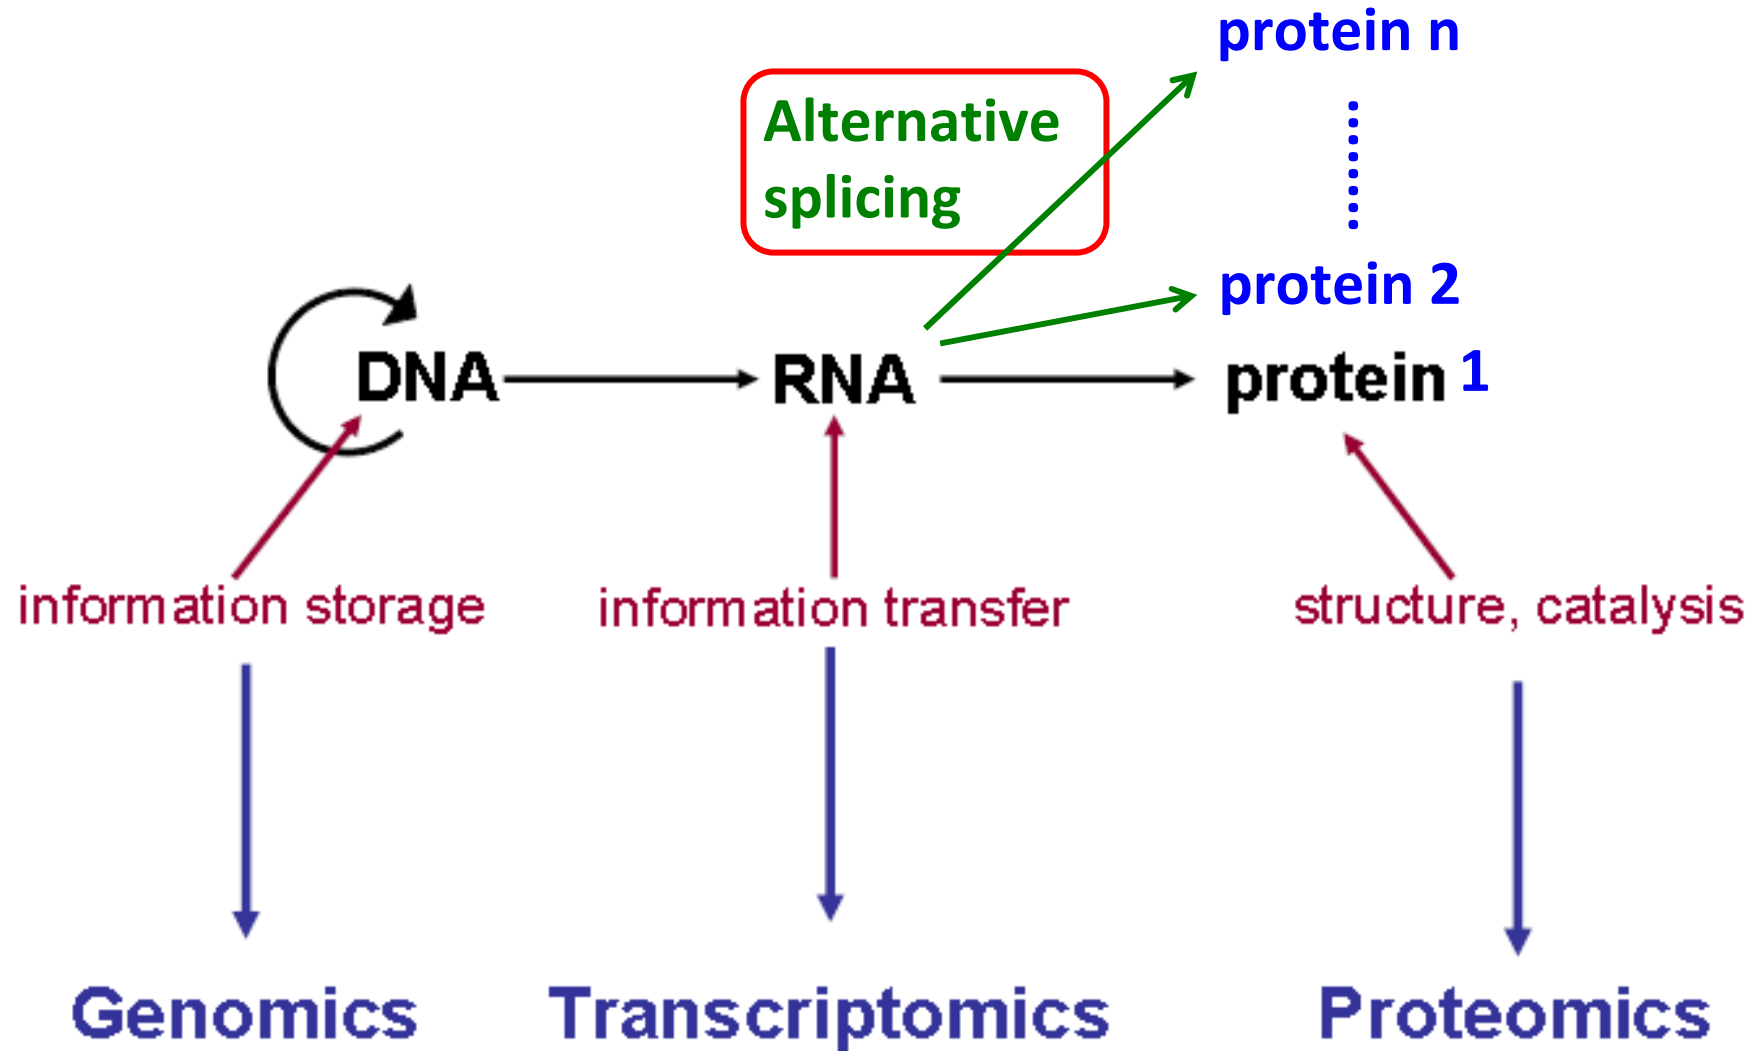 protein n
Alternative
splicing
protein 2
DNA
RNA
protein 1
information storage
information transfer
structure, catalysis
Genomics
Transcriptomics
Proteomics